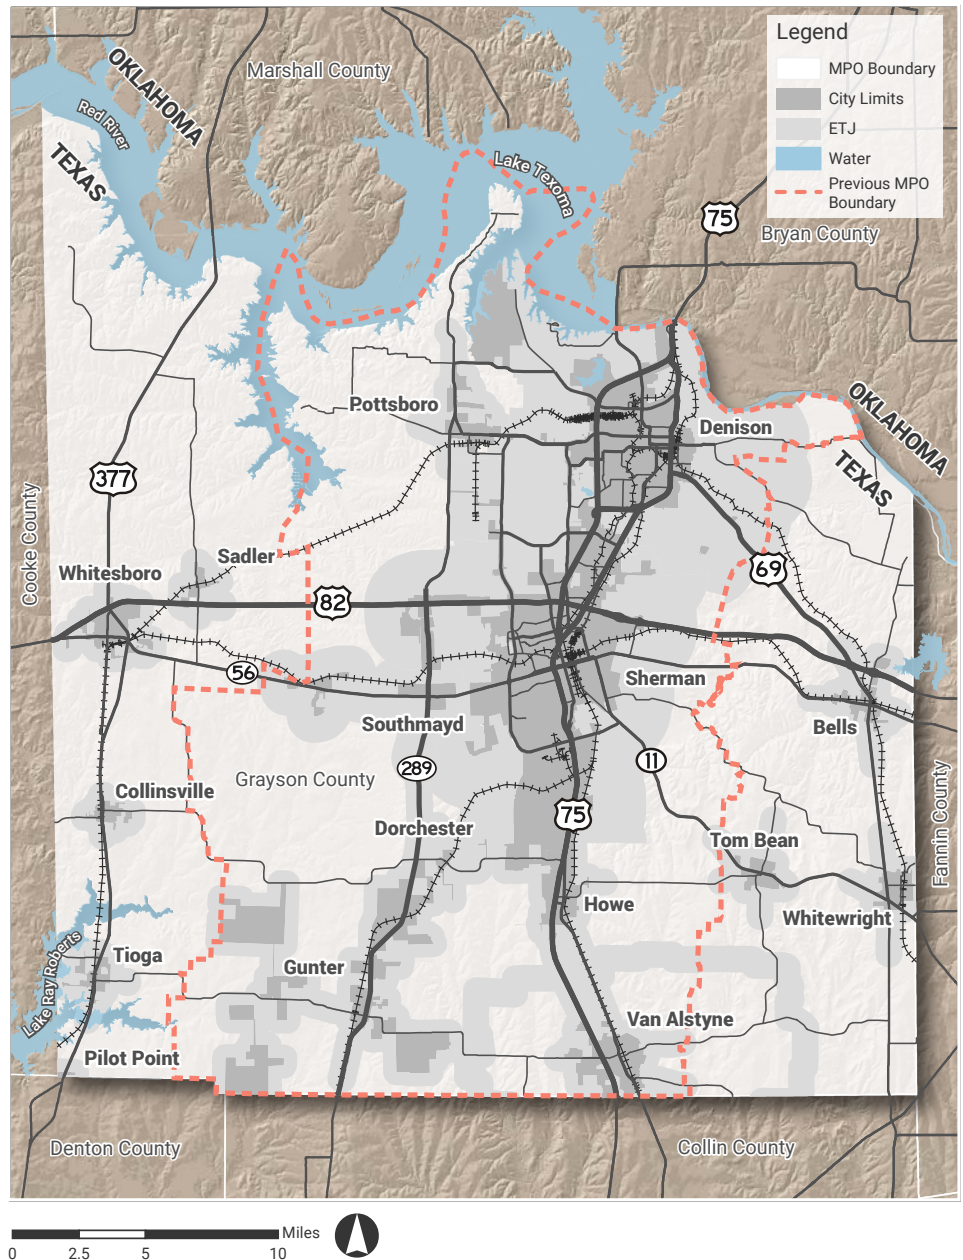 Legend
MPO Boundary
City Limits
ETJ
Water
Previous MPO
Boundary
OKLAHOMA
Marshall County
Red River
TEXAS
Lake Texoma
75
Bryan County
OKLAHOMA
TEXAS
Pottsboro
Denison
377
Cooke County
Sadler
Whitesboro
69
82
56
Sherman
Southmayd
Bells
289
Grayson County
11
Collinsville
75
Dorchester
Tom Bean
Fannin County
Howe
Whitewright
Lake Ray Roberts
Tioga
Gunter
Van Alstyne
Pilot Point
Denton County
Collin County
Miles
0 2.5 5 10